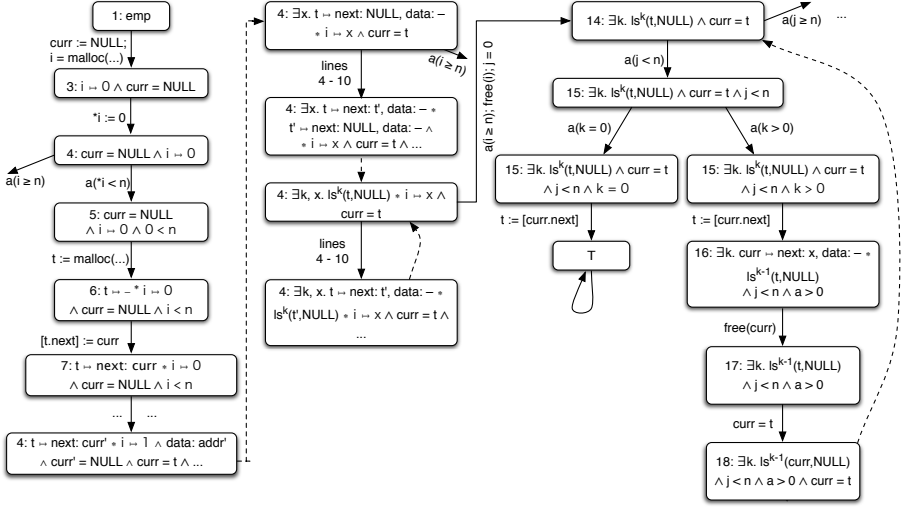 1: emp
curr := NULL;
i = malloc(...)
3: i ↦ 0 ∧ curr = NULL
*i := 0
4: curr = NULL ∧ i ↦ 0
a(i ≥ n)
a(*i < n)
5: curr = NULL
∧ i ↦ 0 ∧ 0 < n
t := malloc(...)
6: t ↦ – * i ↦ 0
∧ curr = NULL ∧ i < n
[t.next] := curr
7: t ↦ next: curr * i ↦ 0
∧ curr = NULL ∧ i < n
... ...
4: t ↦ next: curr' * i ↦ 1 ∧ data: addr'
∧ curr' = NULL ∧ curr = t ∧ ...
4: ∃x. t ↦ next: NULL, data: –
* i ↦ x ∧ curr = t
a(i ≥ n)
lines
4 - 10
4: ∃x. t ↦ next: t', data: – *
t' ↦ next: NULL, data: – ∧
* i ↦ x ∧ curr = t ∧ ...
4: ∃k, x. ls^k(t,NULL) * i ↦ x ∧
curr = t
lines
4 - 10
4: ∃k, x. t ↦ next: t', data: – *
ls^k(t',NULL) * i ↦ x ∧ curr = t ∧
...
a(i ≥ n); free(i); j = 0
14: ∃k. ls^k(t,NULL) ∧ curr = t
a(j ≥ n)
...
a(j < n)
15: ∃k. ls^k(t,NULL) ∧ curr = t ∧ j < n
a(k = 0)
a(k > 0)
15: ∃k. ls^k(t,NULL) ∧ curr = t
∧ j < n ∧ k = 0
t := [curr.next]
T
15: ∃k. ls^k(t,NULL) ∧ curr = t
∧ j < n ∧ k > 0
t := [curr.next]
16: ∃k. curr ↦ next: x, data: – *
ls^k-1(t,NULL)
∧ j < n ∧ a > 0
free(curr)
17: ∃k. ls^k-1(t,NULL)
∧ j < n ∧ a > 0
curr = t
18: ∃k. ls^k-1(curr,NULL)
∧ j < n ∧ a > 0 ∧ curr = t